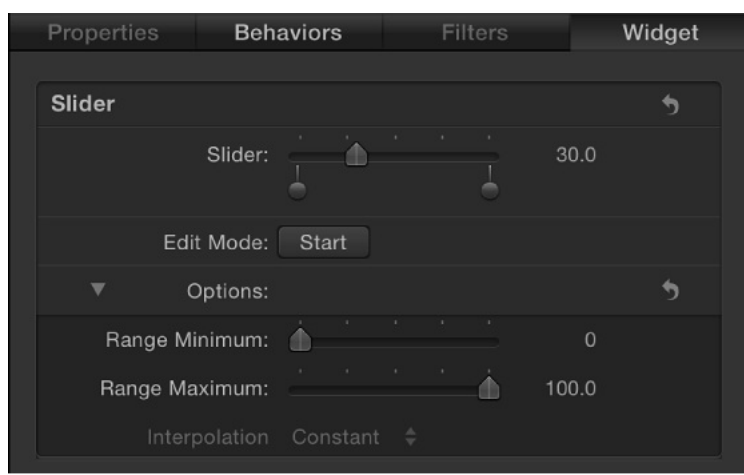 Properties Behaviors Filters Widget
Slider
Slider: 30.0
Edit Mode: Start
Options:
Range Minimum: 0
Range Maximum: 100.0
Interpolation Constant